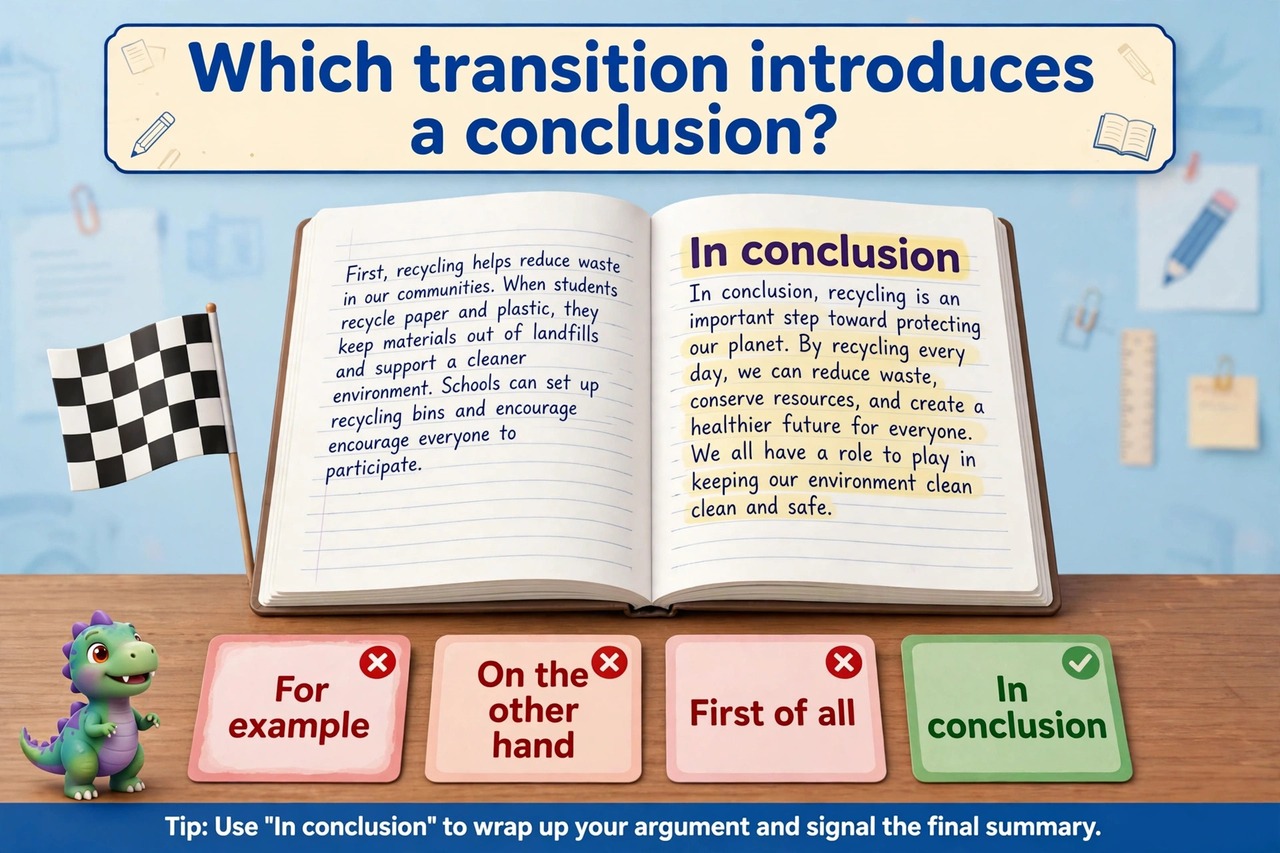 Which transition introduces
a conclusion?
First, recycling helps reduce waste
in our communities. When students
recycle paper and plastic, they
keep materials out of landfills
and support a cleaner
environment. Schools can set up
recycling bins and encourage
encourage everyone to
participate.
In conclusion
In conclusion, recycling is an
important step toward protecting
our planet. By recycling every
day, we can reduce waste,
conserve resources, and create a
healthier future for everyone.
We all have a role to play in
keeping our environment clean
clean and safe.
For
example
On the
other
hand
First of all
In
conclusion
Tip: Use "In conclusion" to wrap up your argument and signal the final summary.